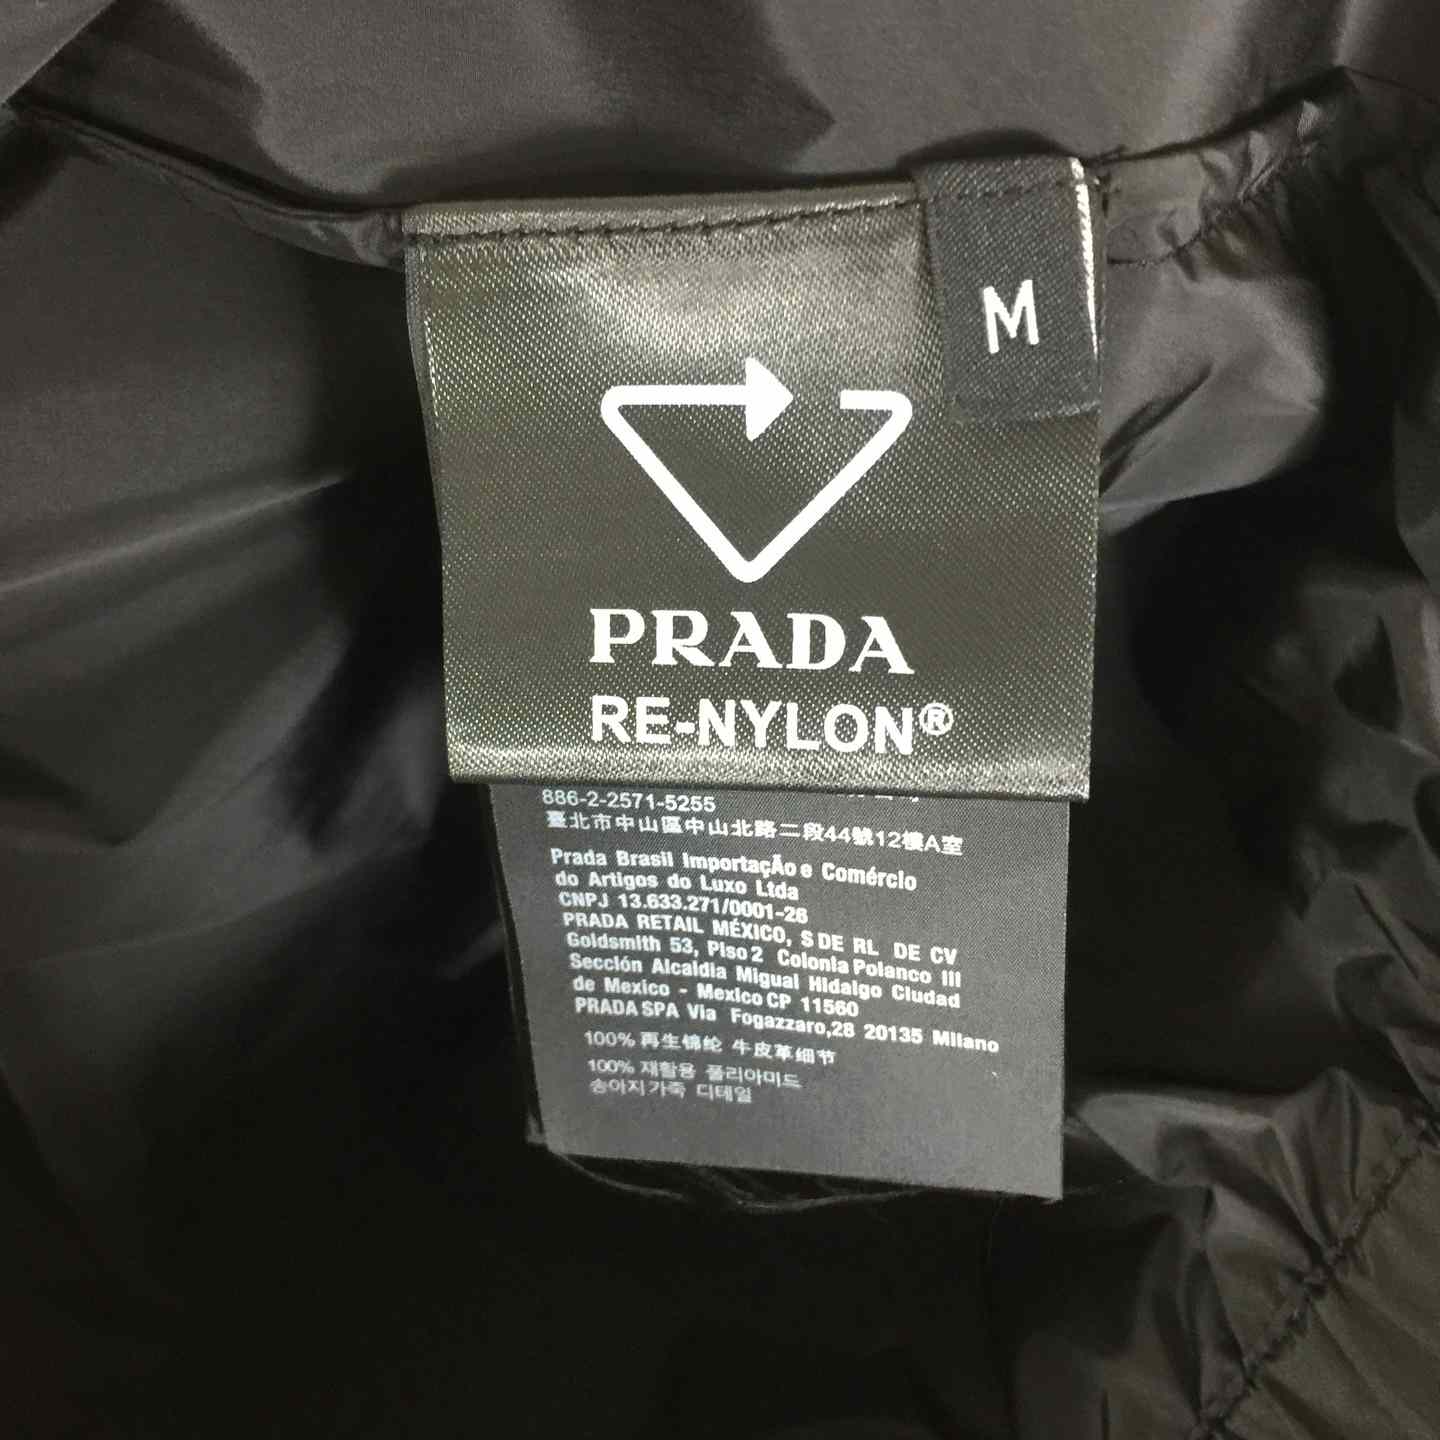 M
PRADA
RE-NYLON®
886-2-2571-5255
臺北市中山區中山北路二段44號12樓A室
Prada Brasil ImportaçÃo e Comércio
do Artigos do Luxo Ltda
CNPJ 13.633.271/0001-26
PRADA RETAIL MÉXICO, S DE RL DE CV
Goldsmith 53, Piso 2 Colonia Polanco III
Sección Alcaldia Migual Hidalgo Ciudad
de Mexico - Mexico CP 11560
PRADA SPA Via Fogazzaro,28 20135 Milano
100% 再生锦纶 牛皮革细节
100% 재활용 폴리아미드
송아지가죽 디테일